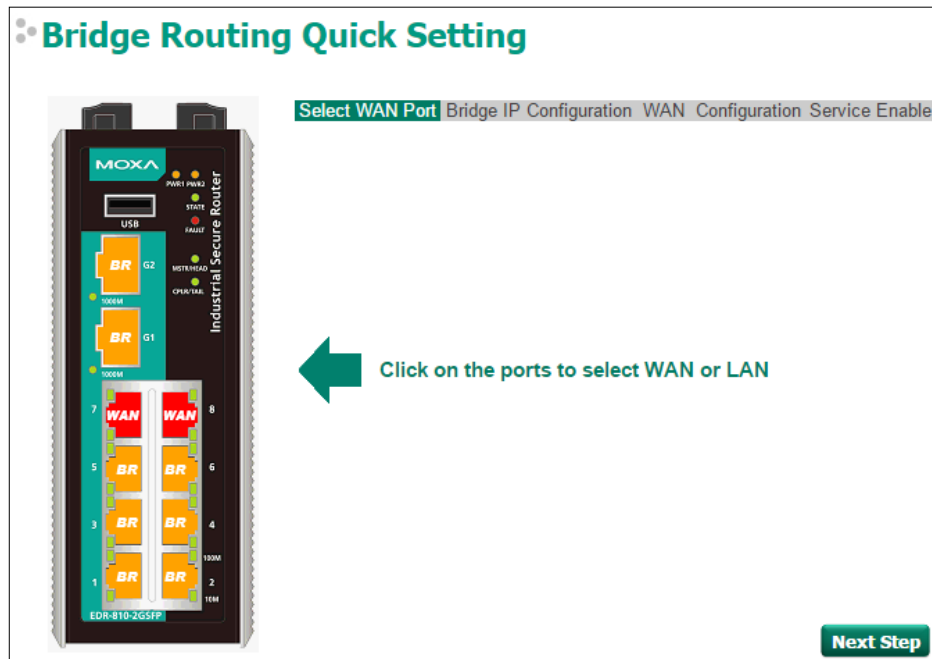 Bridge Routing Quick Setting
Select WAN Port Bridge IP Configuration WAN Configuration Service Enable
MOXA
PWR1 PWR2
STATE
FAULT
USB
MSTR/HEAD
CPLR/TAIL
Industrial Secure Router
BR G2
1000M
BR G1
1000M
7 WAN WAN 8
5 BR BR 6
3 BR BR 4
100M
1 BR BR 2
10M
EDR-810-2GSFP
Click on the ports to select WAN or LAN
Next Step